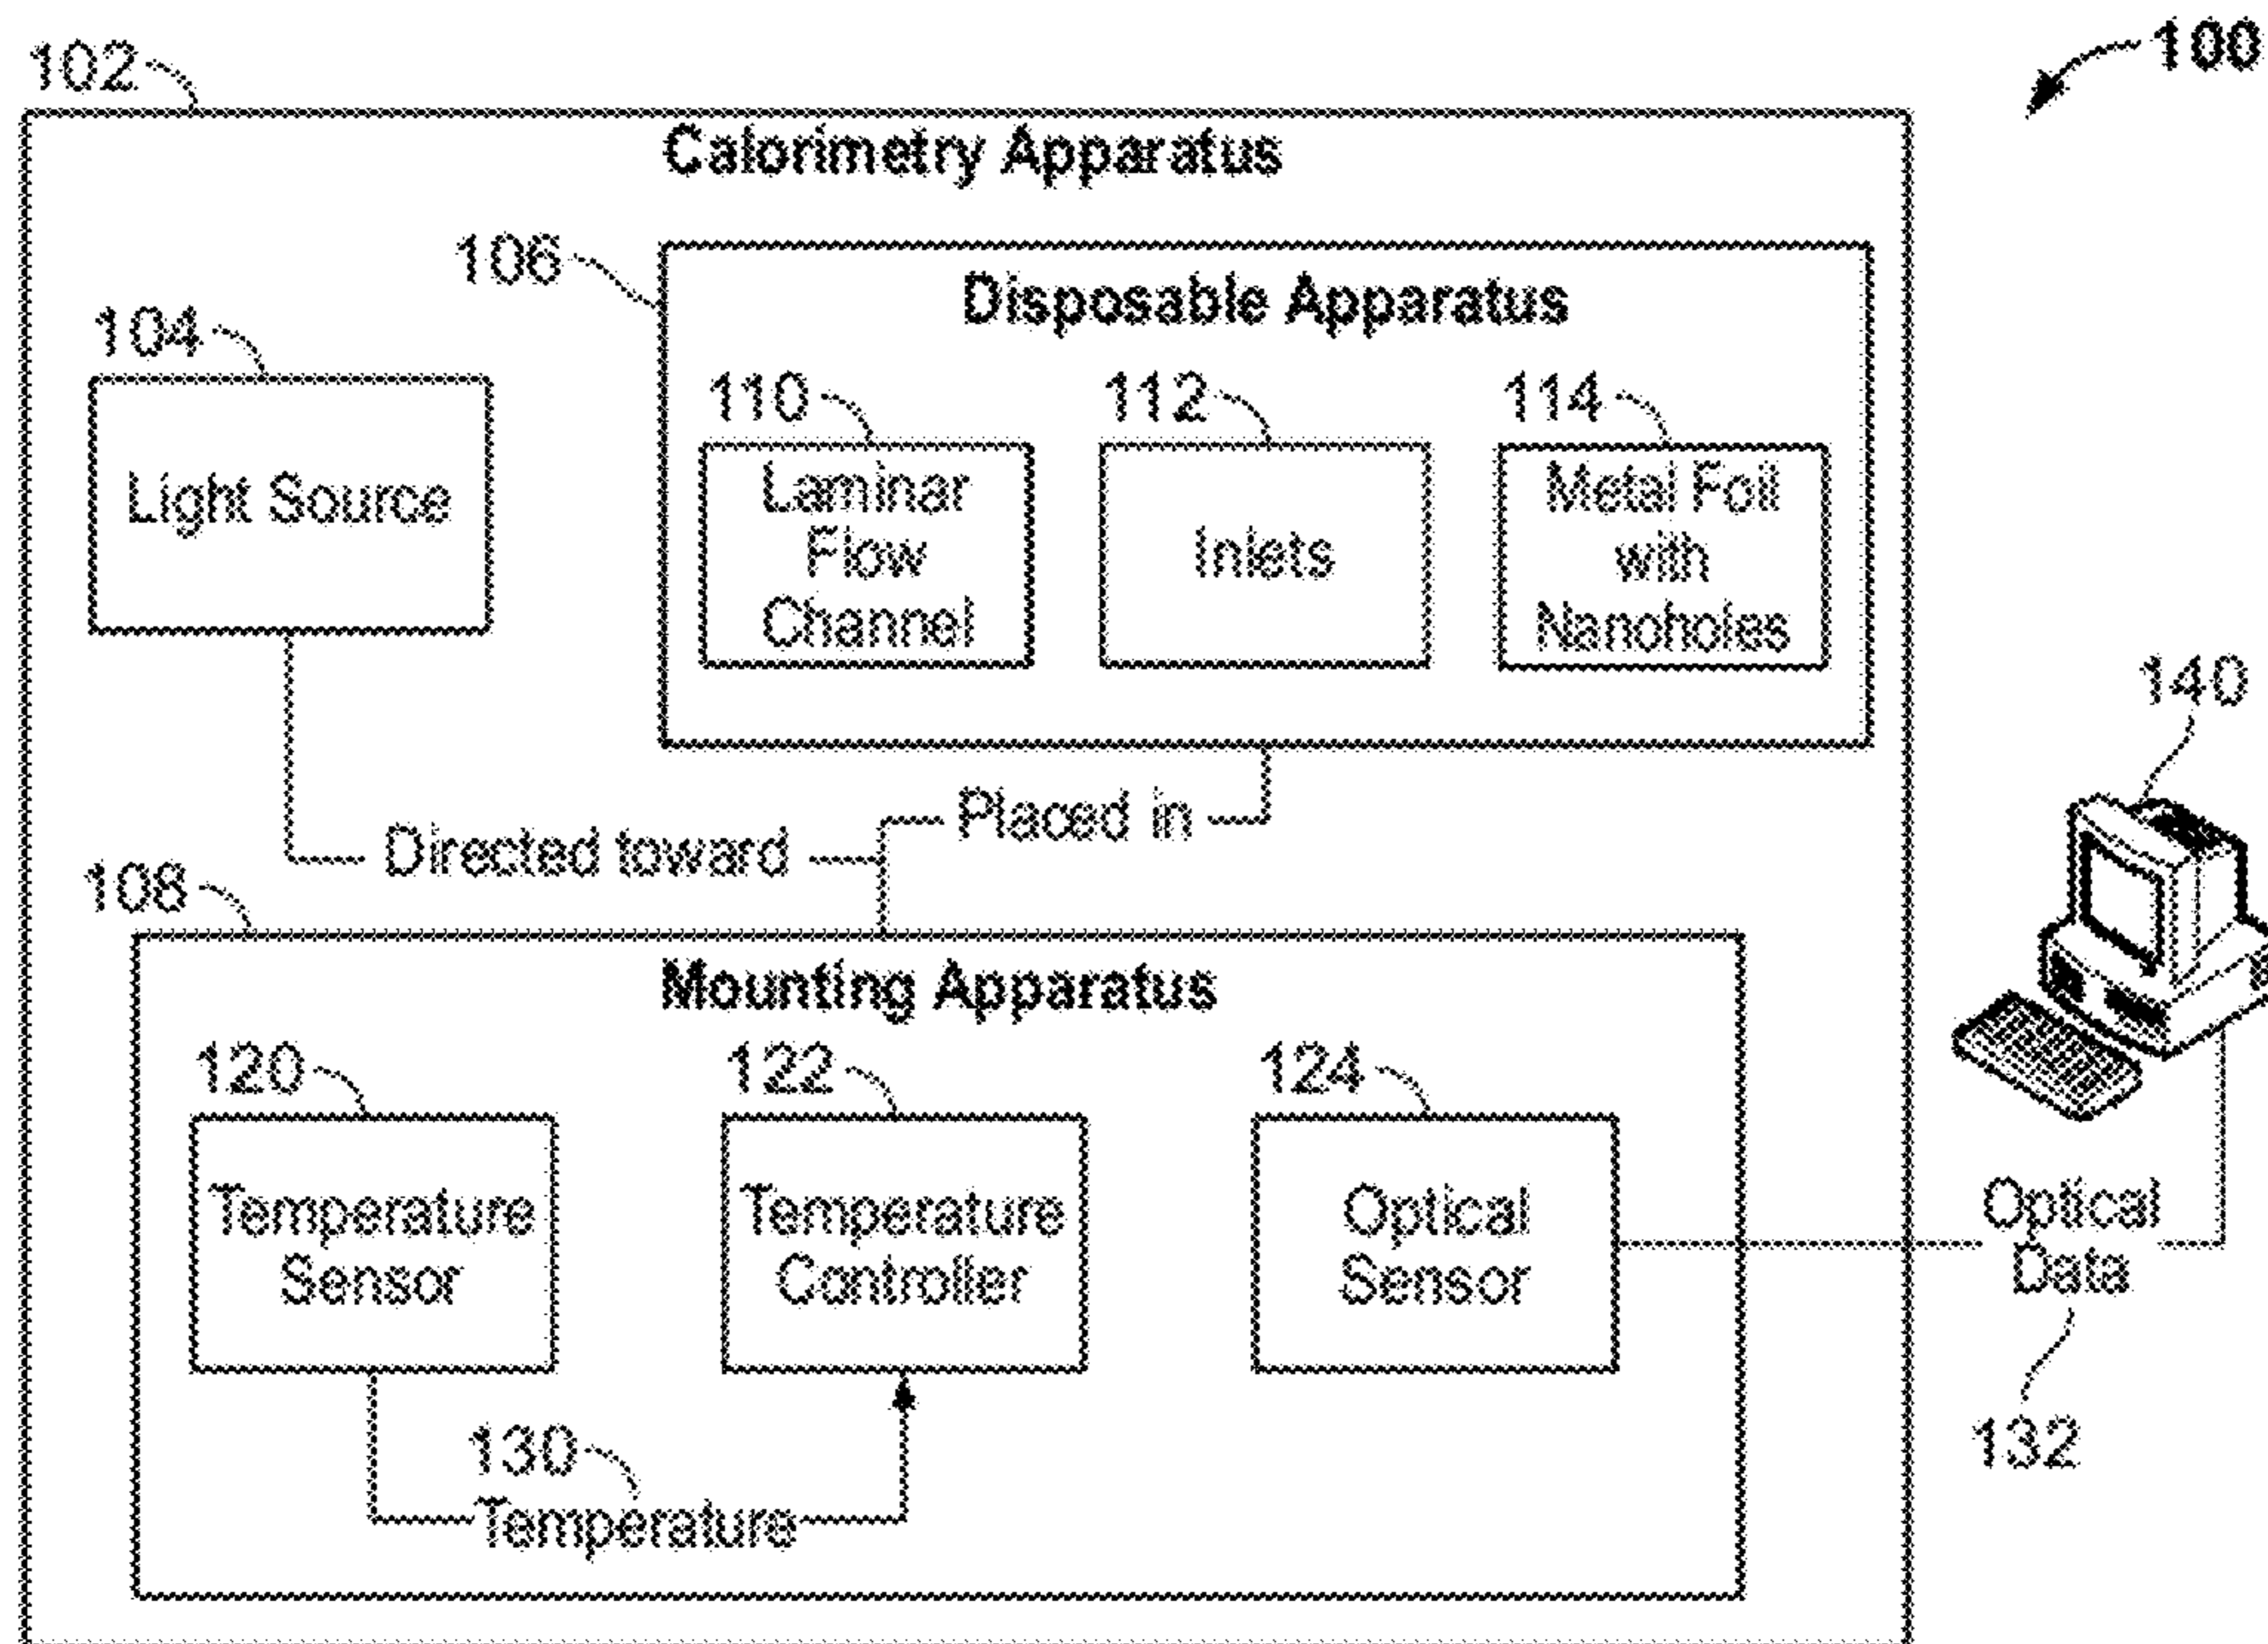 100
102
Calorimetry Apparatus
106
Disposable Apparatus
104
Light Source
110
Laminar
Flow
Channel
112
Inlets
114
Metal Foil
with
Nanoholes
140
Placed in
Directed toward
108
Mounting Apparatus
120
Temperature
Sensor
122
Temperature
Controller
124
Optical
Sensor
Optical
Data
132
130
Temperature